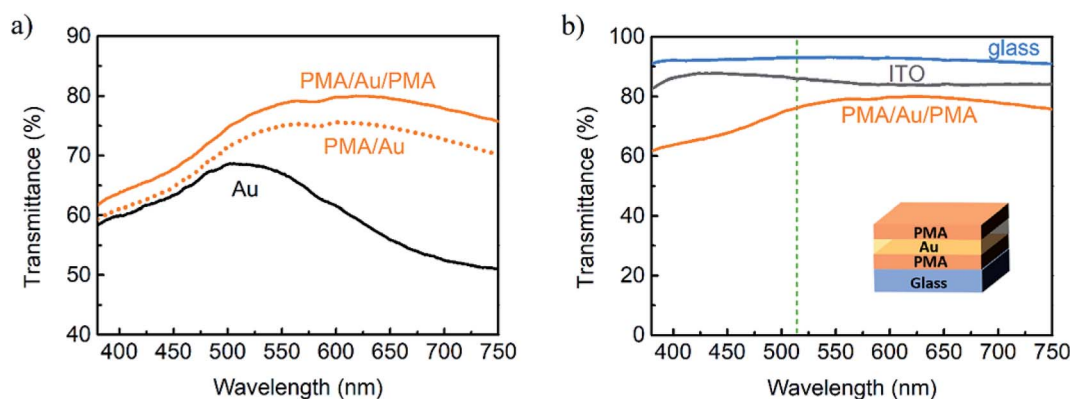 a)
90
80
70
60
50
40
Transmittance (%)
PMA/Au/PMA
PMA/Au
Au
400 450 500 550 600 650 700 750
Wavelength (nm)
b)
100
80
60
40
20
0
Transmittance (%)
glass
ITO
PMA/Au/PMA
PMA
Au
PMA
Glass
400 450 500 550 600 650 700 750
Wavelength (nm)